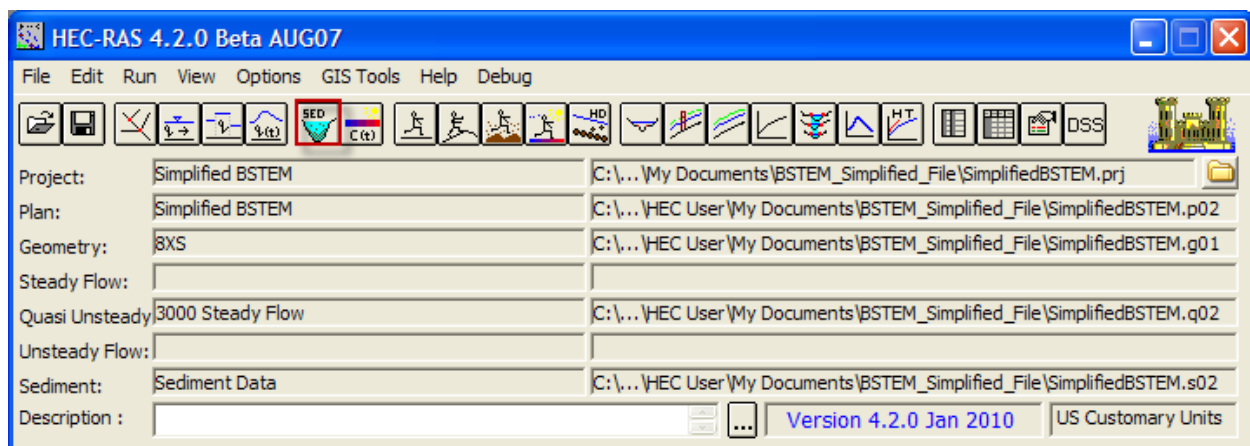 HEC-RAS 4.2.0 Beta AUG07
File Edit Run View Options GIS Tools Help Debug
SED C(t) HD HT DSS
Project: Simplified BSTEM C:\...\My Documents\BSTEM_Simplified_File\SimplifiedBSTEM.prj
Plan: Simplified BSTEM C:\...\HEC User\My Documents\BSTEM_Simplified_File\SimplifiedBSTEM.p02
Geometry: 8XS C:\...\HEC User\My Documents\BSTEM_Simplified_File\SimplifiedBSTEM.g01
Steady Flow:
Quasi Unsteady 3000 Steady Flow C:\...\HEC User\My Documents\BSTEM_Simplified_File\SimplifiedBSTEM.q02
Unsteady Flow:
Sediment: Sediment Data C:\...\HEC User\My Documents\BSTEM_Simplified_File\SimplifiedBSTEM.s02
Description : ... Version 4.2.0 Jan 2010 US Customary Units